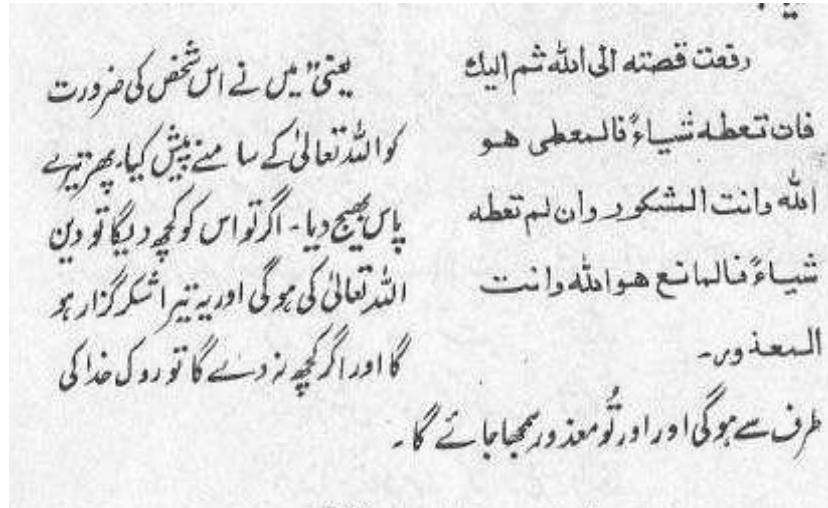 رفعت قصته الى الله ثم اليك
فان تعطه شياءً فالمعطى هو
الله وانت المشكور وان لم تعطه
شياءً فالمانع هو الله وانت
المعذور۔
یعنی ”میں نے اس شخص کی ضرورت
کو اللہ تعالیٰ کے سامنے پیش کیا۔ پھر تیرے
پاس بھیج دیا۔ اگر تو اس کو کچھ دیگا تو دین
اللہ تعالیٰ کی ہوگی اور یہ تیرا شکر گزار ہو
گا اور اگر کچھ نہ دے گا تو روک خدا کی
طرف سے ہوگی اور اور تُو معذور سمجھا جائے گا۔